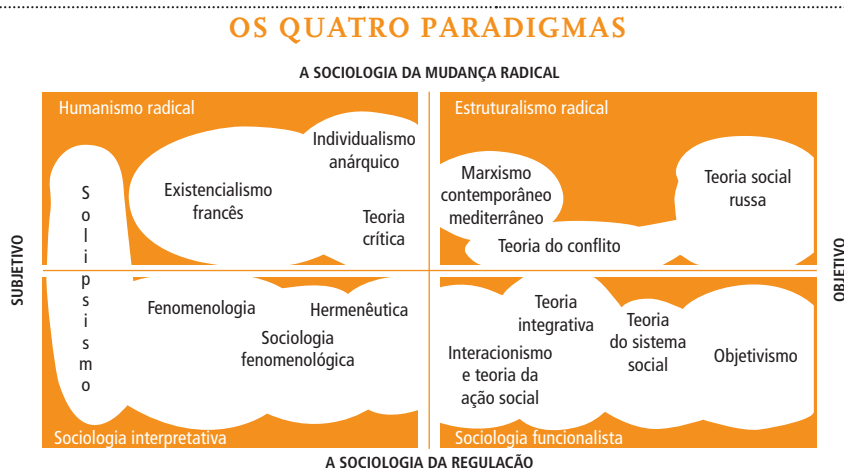 OS QUATRO PARADIGMAS
A SOCIOLOGIA DA MUDANÇA RADICAL
Humanismo radical
Individualismo
anárquico
Existencialismo
francês
Teoria
crítica
Solipsismo
Estruturalismo radical
Marxismo
contemporâneo
mediterrâneo
Teoria social
russa
Teoria do conflito
SUBJETIVO
OBJETIVO
Fenomenologia
Hermenêutica
Sociologia
fenomenológica
Sociologia interpretativa
Teoria
integrativa
Interacionismo
e teoria da
ação social
Teoria
do sistema
social
Objetivismo
Sociologia funcionalista
A SOCIOLOGIA DA REGULAÇÃO